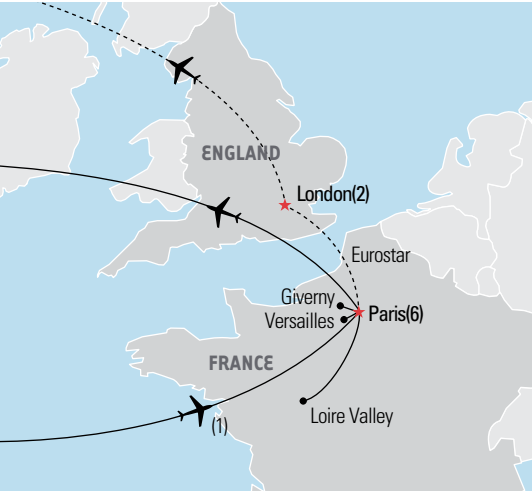 ENGLAND
London(2)
Eurostar
Giverny
Versailles
Paris(6)
FRANCE
Loire Valley
(1)